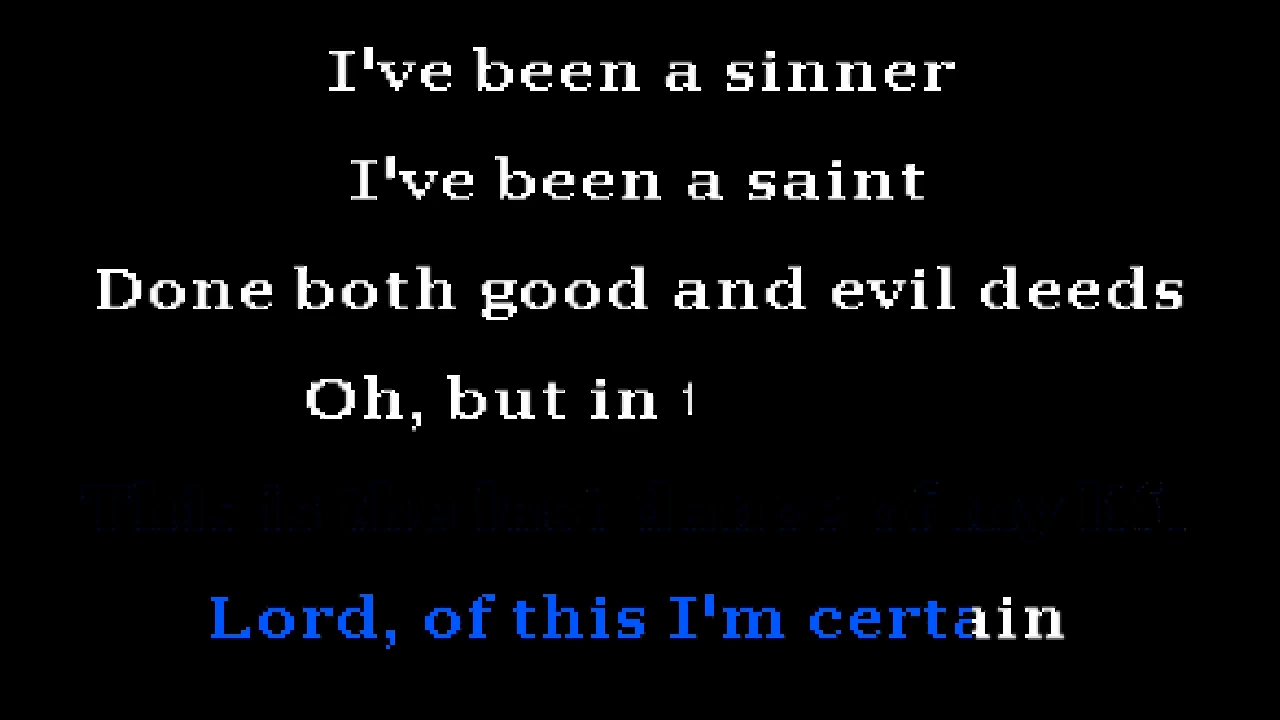 I've been a sinner
I've been a saint
Done both good and evil deeds
Oh, but in
Lord, of this I'm certain